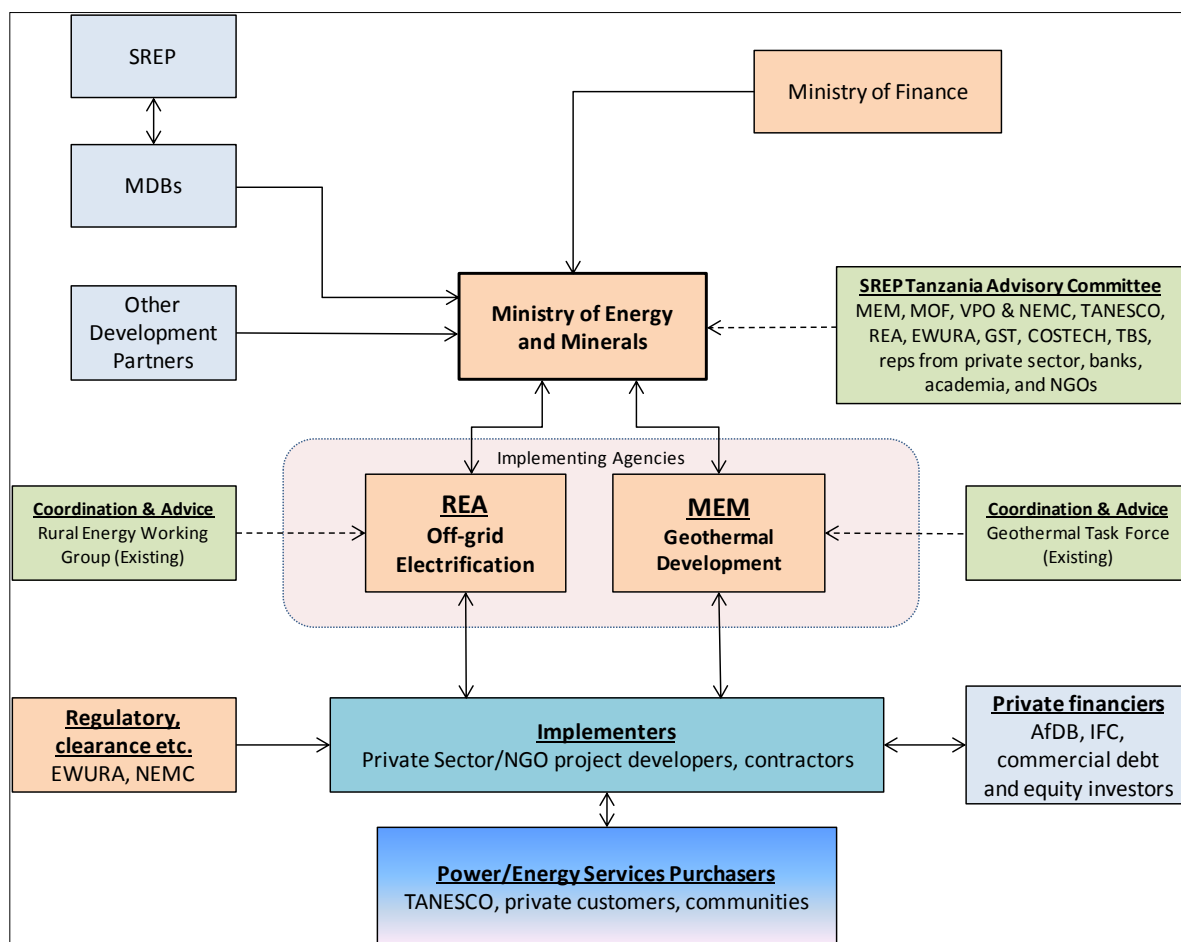 SREP
Ministry of Finance
MDBs
Other
Development
Partners
Ministry of Energy
and Minerals
SREP Tanzania Advisory Committee
MEM, MOF, VPO & NEMC, TANESCO,
REA, EWURA, GST, COSTECH, TBS,
reps from private sector, banks,
academia, and NGOs
Implementing Agencies
Coordination & Advice
Rural Energy Working
Group (Existing)
REA
Off-grid
Electrification
MEM
Geothermal
Development
Coordination & Advice
Geothermal Task Force
(Existing)
Regulatory,
clearance etc.
EWURA, NEMC
Implementers
Private Sector/NGO project developers, contractors
Private financiers
AfDB, IFC,
commercial debt
and equity investors
Power/Energy Services Purchasers
TANESCO, private customers, communities